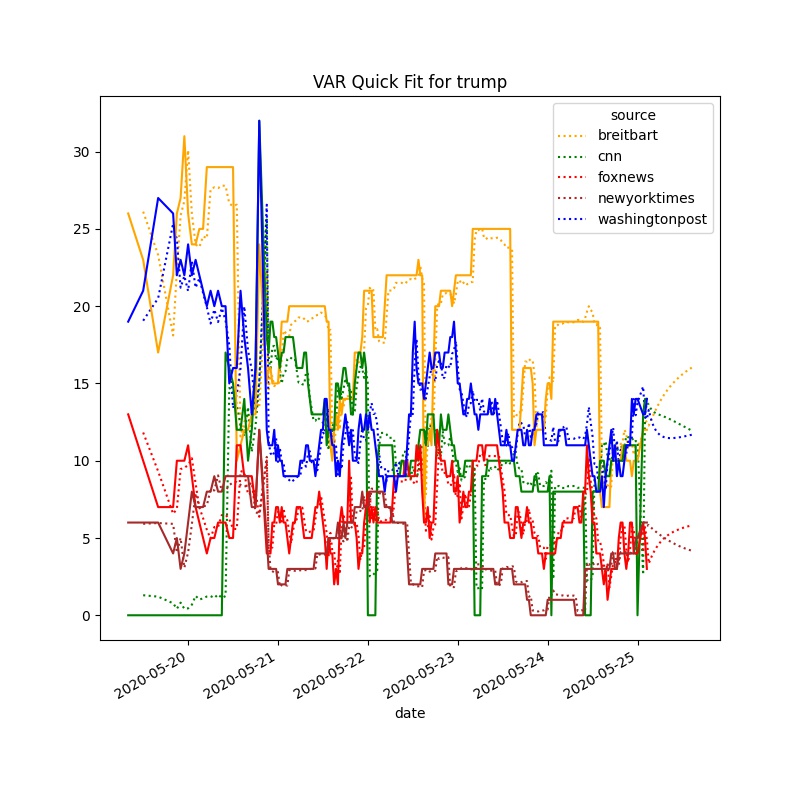 VAR Quick Fit for trump
source
breitbart
cnn
foxnews
newyorktimes
washingtonpost
30
25
20
15
10
5
0
2020-05-20
2020-05-21
2020-05-22
2020-05-23
2020-05-24
2020-05-25
date